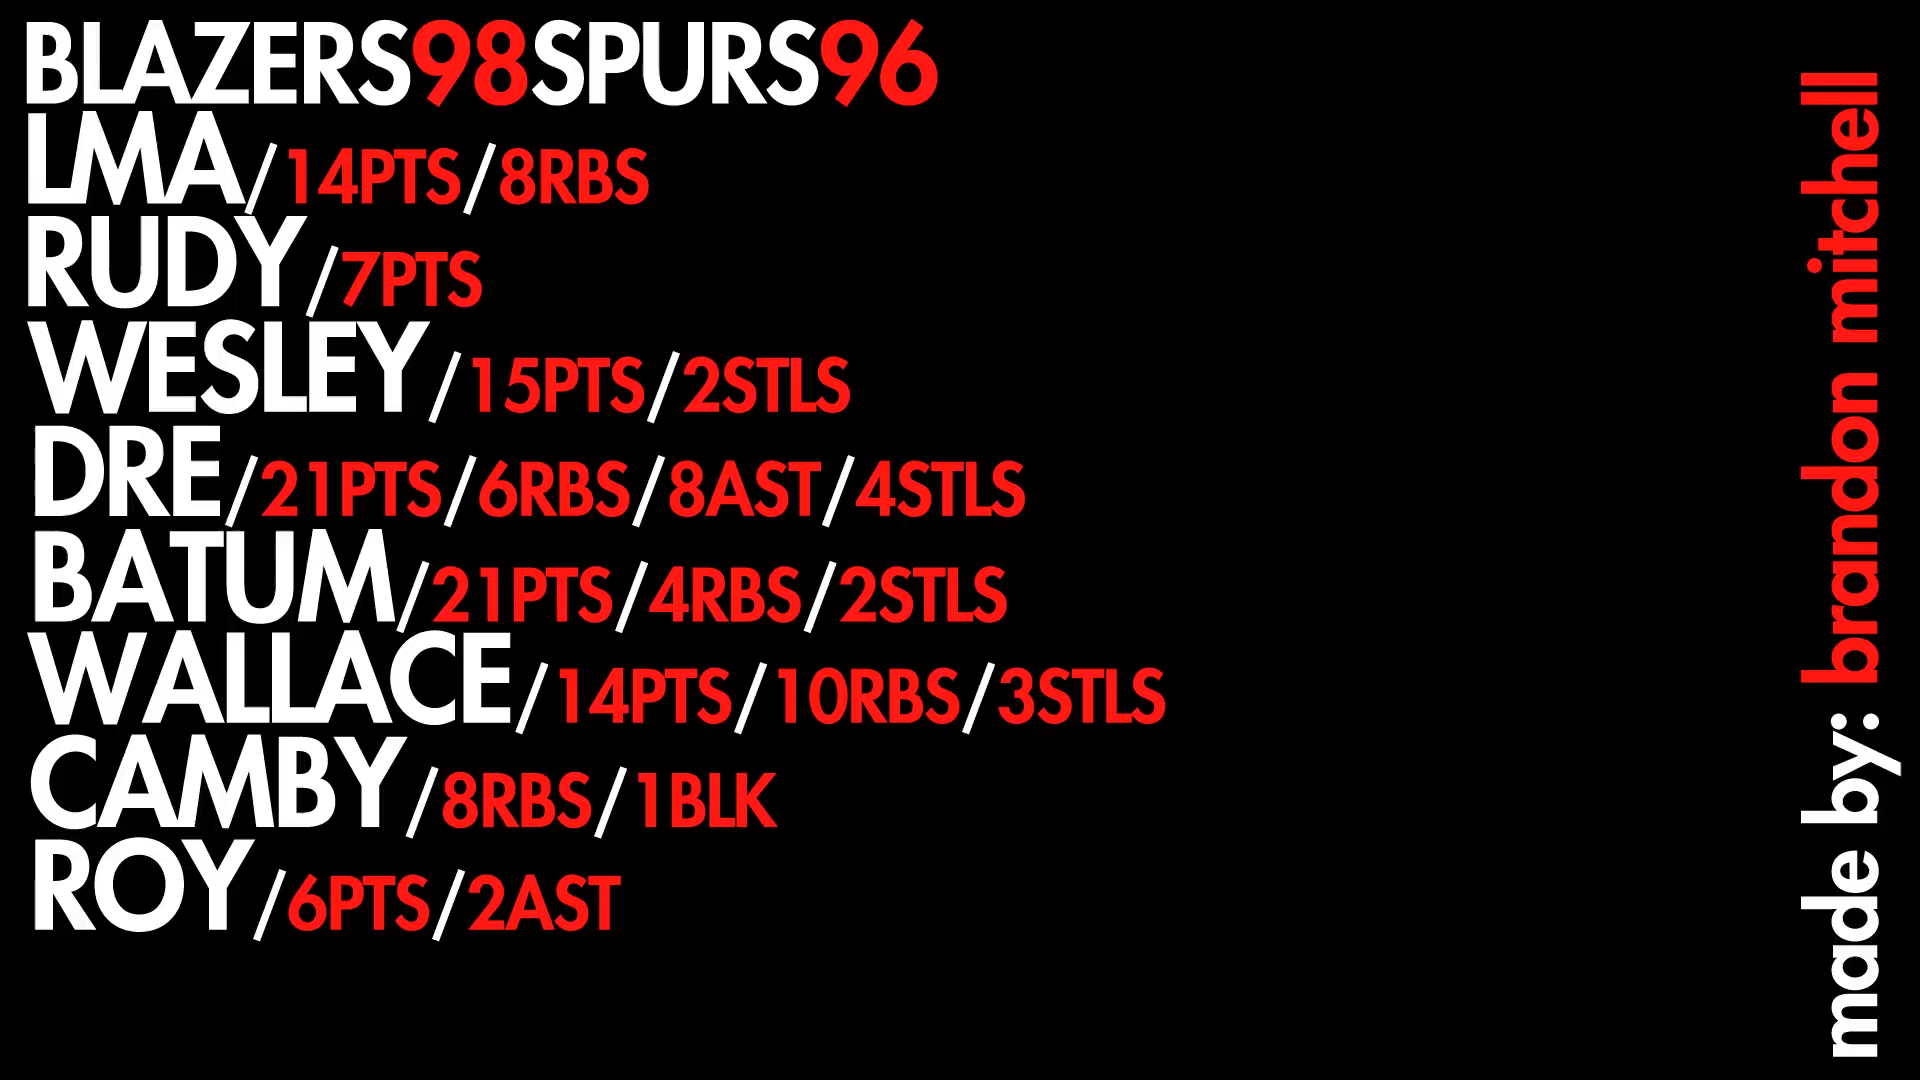 BLAZERS98SPURS96
LMA/14PTS/8RBS
RUDY/7PTS
WESLEY/15PTS/2STLS
DRE/21PTS/6RBS/8AST/4STLS
BATUM/21PTS/4RBS/2STLS
WALLACE/14PTS/10RBS/3STLS
CAMBY/8RBS/1BLK
ROY/6PTS/2AST
made by: brandon mitchell